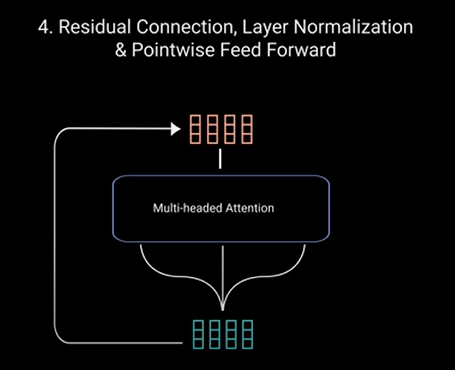 4. Residual Connection, Layer Normalization
& Pointwise Feed Forward
Multi-headed Attention